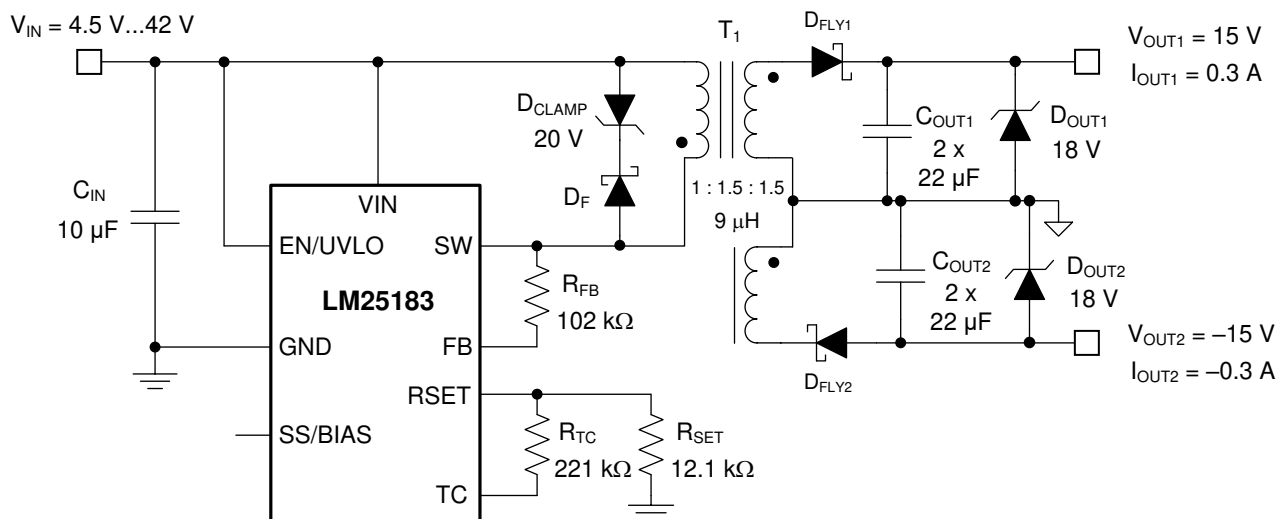 V_IN = 4.5 V...42 V
T_1
D_FLY1
V_OUT1 = 15 V
I_OUT1 = 0.3 A
D_CLAMP
20 V
D_F
C_OUT1
2 x
22 µF
D_OUT1
18 V
C_IN
10 µF
VIN
EN/UVLO
SW
LM25183
GND
FB
RSET
SS/BIAS
TC
R_FB
102 kΩ
R_TC
221 kΩ
R_SET
12.1 kΩ
1 : 1.5 : 1.5
9 µH
C_OUT2
2 x
22 µF
D_OUT2
18 V
D_FLY2
V_OUT2 = –15 V
I_OUT2 = –0.3 A